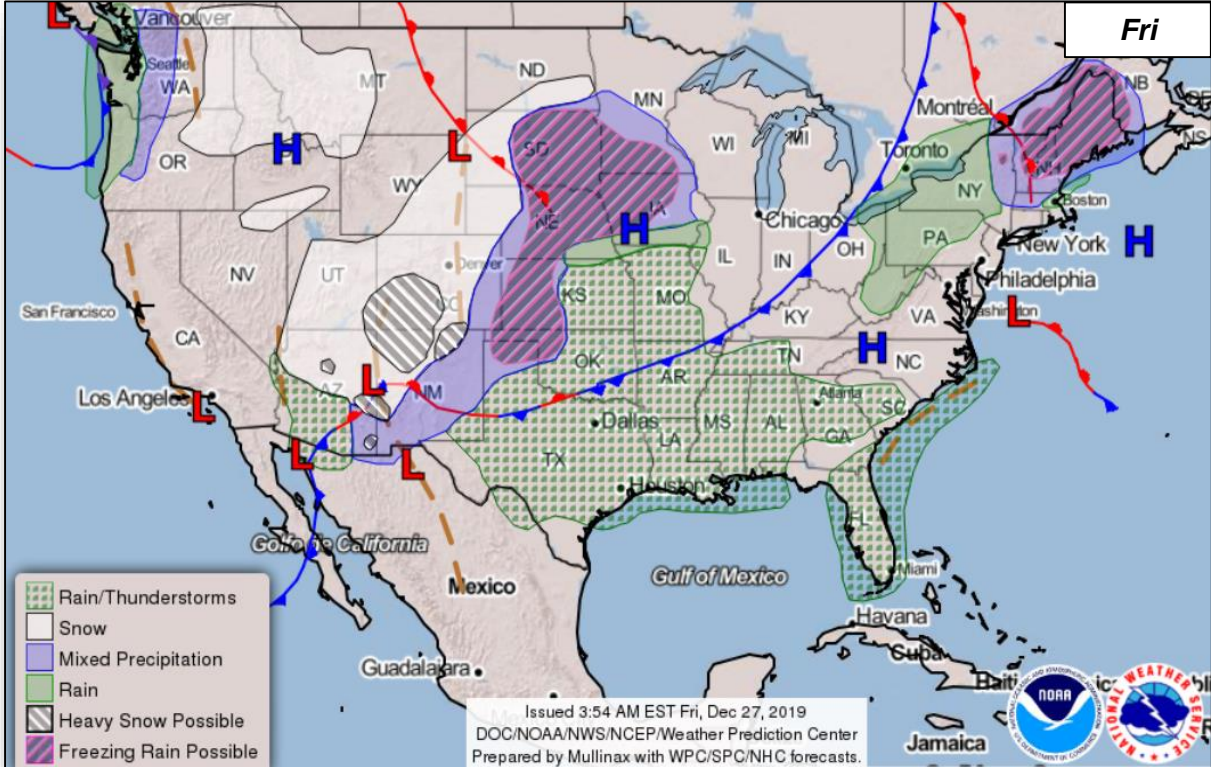 Fri
Vancouver
Seattle
WA
MT
ND
MN
Montréal
NB
NS
OR
H
L
SD
WI
MI
Toronto
NH
WY
NE
IA
H
Chicago
NY
Boston
NV
UT
Denver
CO
IL
IN
OH
PA
New York
H
Philadelphia
San Francisco
CA
KS
MO
KY
VA
Washington
L
H
NC
Los Angeles
L
AZ
L
NM
OK
AR
TN
Atlanta
SC
Dallas
LA
MS
AL
GA
L
L
TX
Houston
FL
Golfo de California
Mexico
Gulf of Mexico
Miami
Havana
Cuba
Guadalajara
Jamaica
L
Rain/Thunderstorms
Snow
Mixed Precipitation
Rain
Heavy Snow Possible
Freezing Rain Possible
Issued 3:54 AM EST Fri, Dec 27, 2019
DOC/NOAA/NWS/NCEP/Weather Prediction Center
Prepared by Mullinax with WPC/SPC/NHC forecasts.
NOAA
NATIONAL WEATHER SERVICE